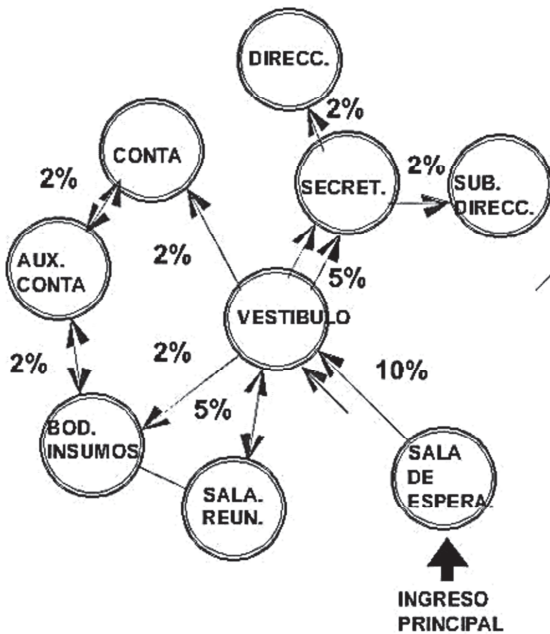 DIRECC.
2%
CONTA
2%
SECRET.
2%
SUB.
DIRECC.
AUX.
CONTA
2%
5%
VESTIBULO
2%
2%
10%
5%
BOD.
INSUMOS
SALA.
REUN.
SALA
DE
ESPERA.
INGRESO
PRINCIPAL